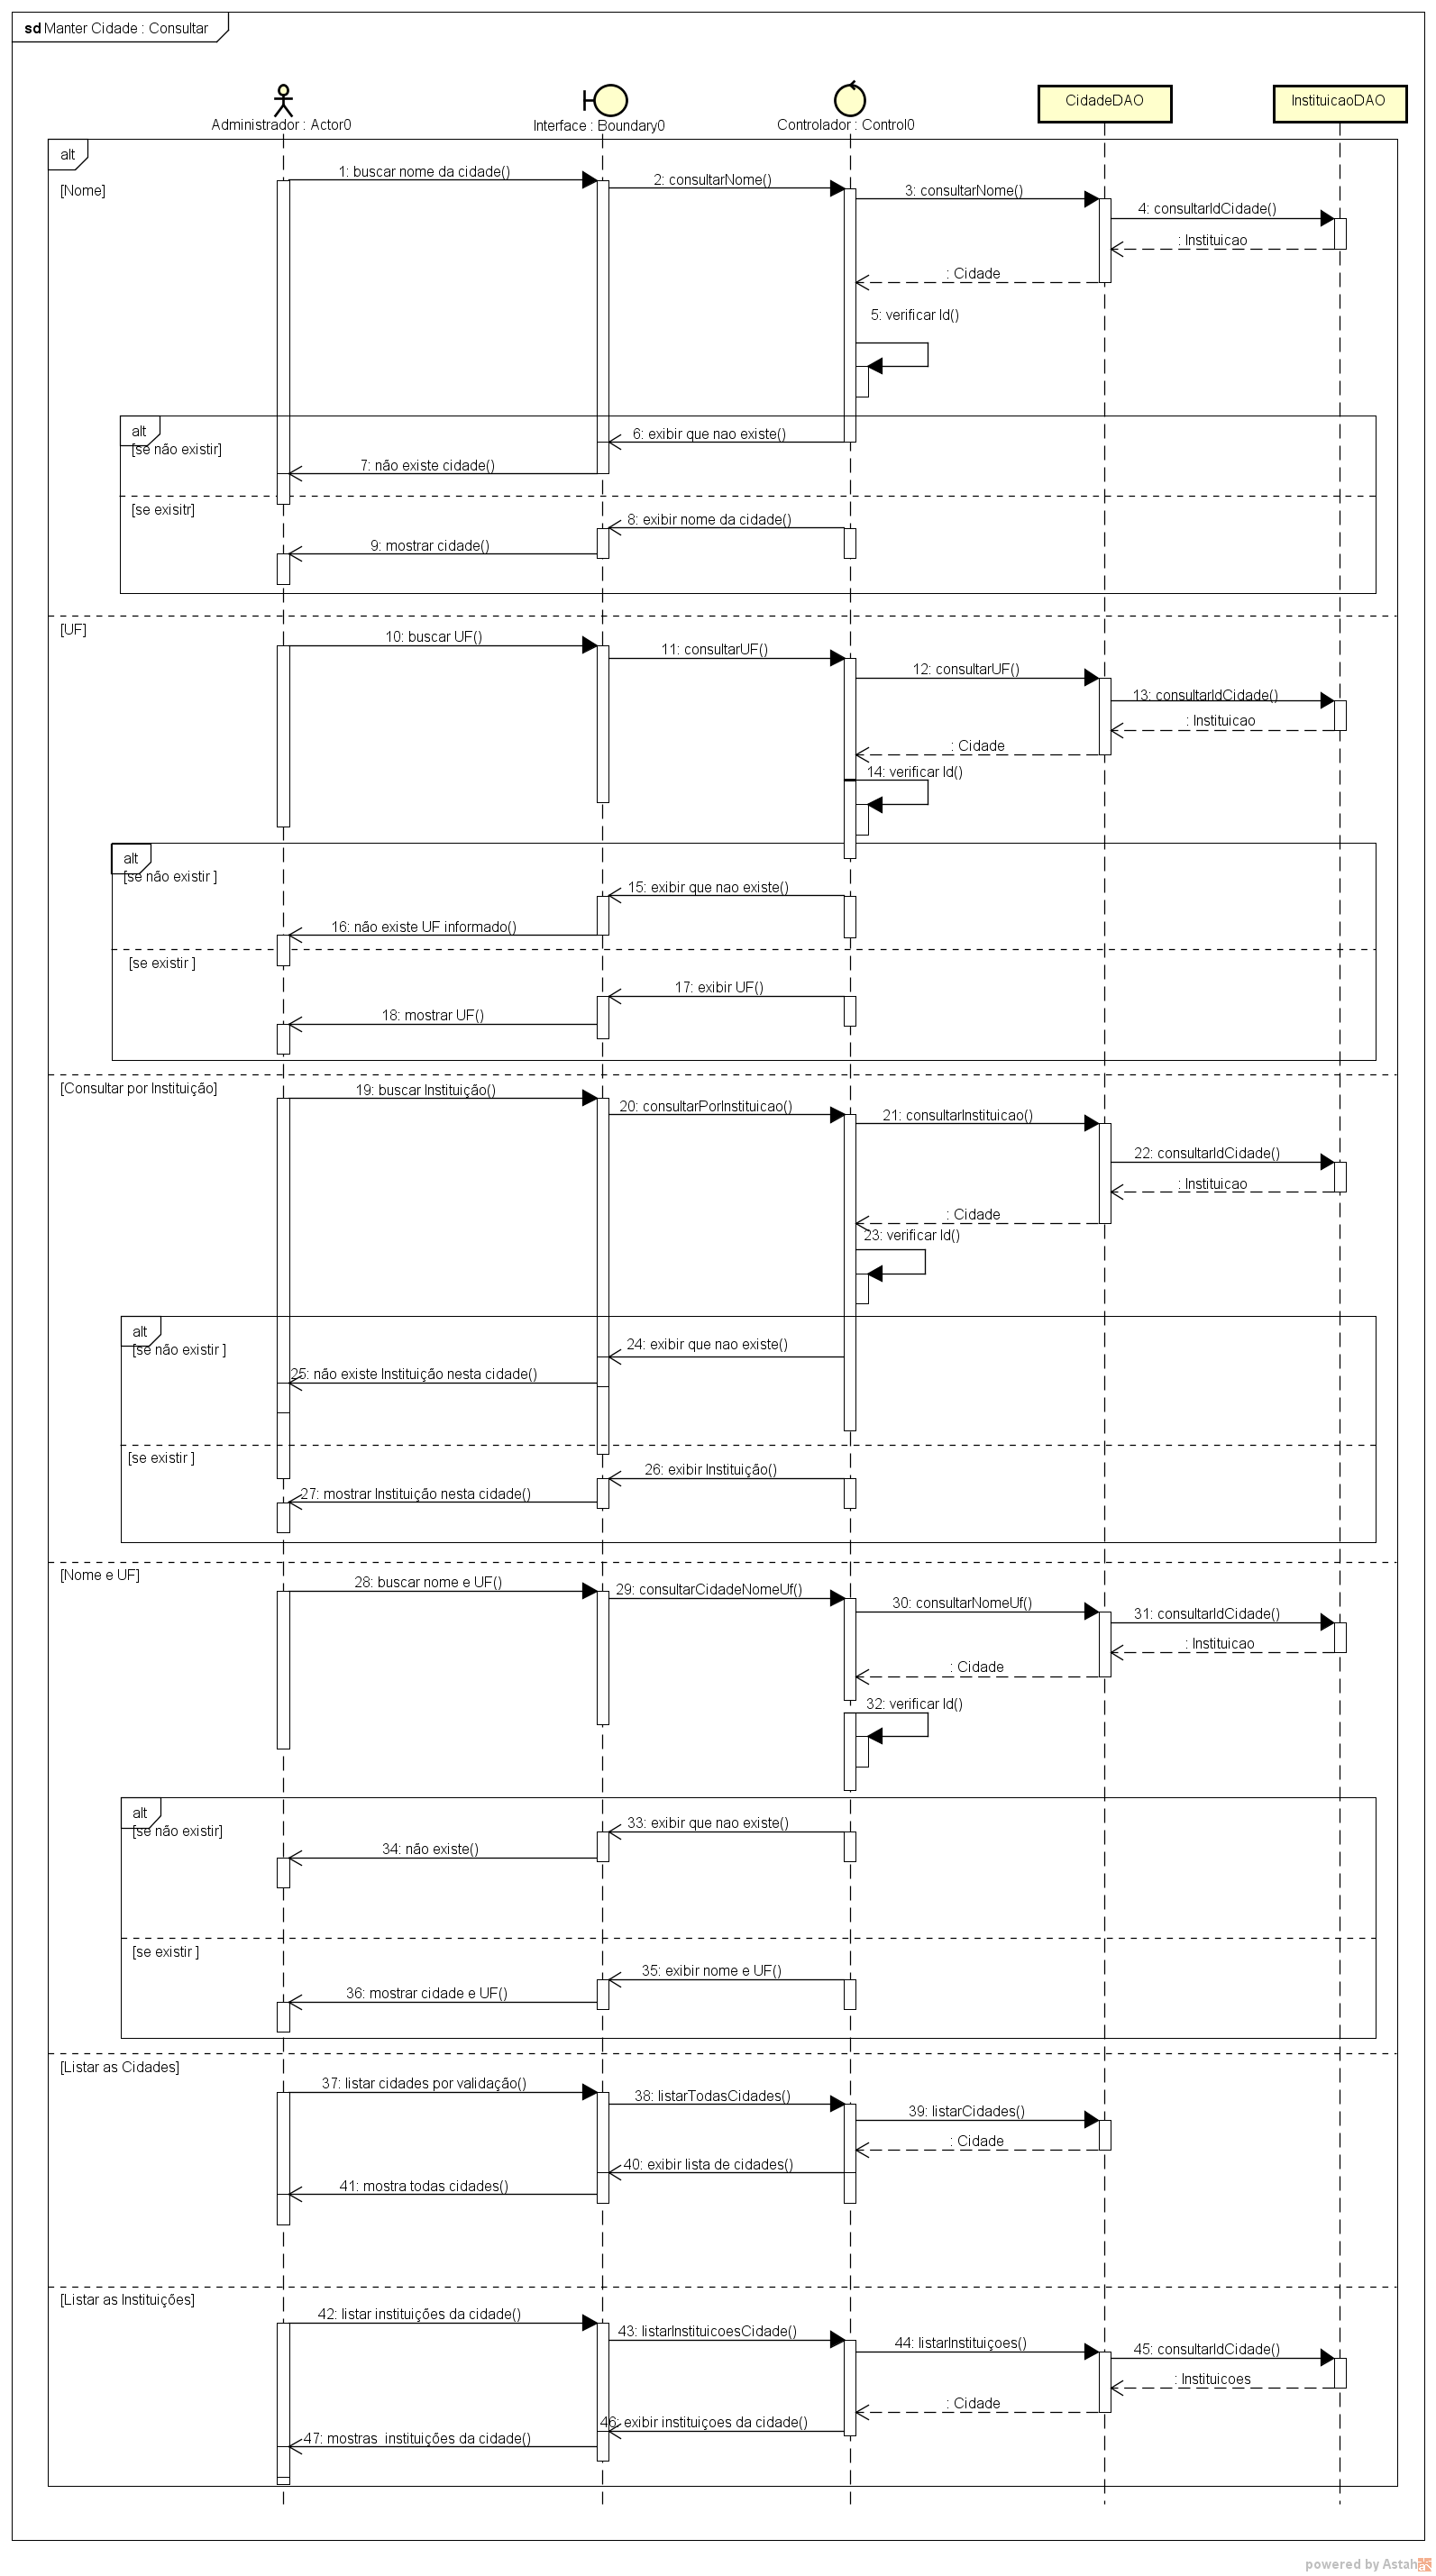 sd Manter Cidade : Consultar
Administrador : Actor0
Interface : Boundary0
Controlador : Control0
CidadeDAO
InstituicaoDAO
alt
[Nome]
1: buscar nome da cidade()
2: consultarNome()
3: consultarNome()
4: consultarIdCidade()
: Instituicao
: Cidade
5: verificar Id()
alt
[se não existir]
6: exibir que nao existe()
7: não existe cidade()
[se exisitr]
8: exibir nome da cidade()
9: mostrar cidade()
[UF]
10: buscar UF()
11: consultarUF()
12: consultarUF()
13: consultarIdCidade()
: Instituicao
: Cidade
14: verificar Id()
alt
[se não existir ]
15: exibir que nao existe()
16: não existe UF informado()
[se existir ]
17: exibir UF()
18: mostrar UF()
[Consultar por Instituição]
19: buscar Instituição()
20: consultarPorInstituicao()
21: consultarInstituicao()
22: consultarIdCidade()
: Instituicao
: Cidade
23: verificar Id()
alt
[se não existir ]
24: exibir que nao existe()
25: não existe Instituição nesta cidade()
[se existir ]
26: exibir Instituição()
27: mostrar Instituição nesta cidade()
[Nome e UF]
28: buscar nome e UF()
29: consultarCidadeNomeUf()
30: consultarNomeUf()
31: consultarIdCidade()
: Instituicao
: Cidade
32: verificar Id()
alt
[se não existir]
33: exibir que nao existe()
34: não existe()
[se existir ]
35: exibir nome e UF()
36: mostrar cidade e UF()
[Listar as Cidades]
37: listar cidades por validação()
38: listarTodasCidades()
39: listarCidades()
: Cidade
40: exibir lista de cidades()
41: mostra todas cidades()
[Listar as Instituições]
42: listar instituições da cidade()
43: listarInstituicoesCidade()
44: listarInstituiçoes()
45: consultarIdCidade()
: Instituicoes
: Cidade
46: exibir instituiçoes da cidade()
47: mostras  instituições da cidade()
powered by Astah